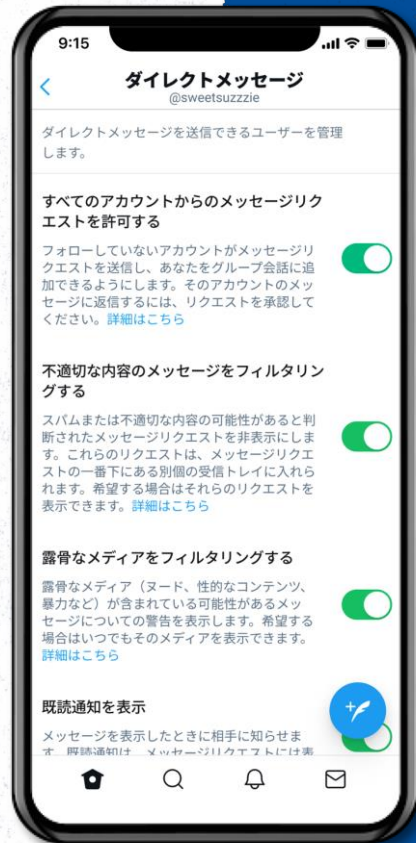 9:15
ダイレクトメッセージ
@sweetsuzzzie
ダイレクトメッセージを送信できるユーザーを管理
します。
すべてのアカウントからのメッセージリク
エストを許可する
フォローしていないアカウントがメッセージリ
クエストを送信し、あなたをグループ会話に追
加できるようにします。そのアカウントのメッ
セージに返信するには、リクエストを承認して
ください。詳細はこちら
不適切な内容のメッセージをフィルタリン
グする
スパムまたは不適切な内容の可能性があると判
断されたメッセージリクエストを非表示にしま
す。これらのリクエストは、メッセージリクエ
ストの一番下にある別個の受信トレイに入れら
れます。希望する場合はそれらのリクエストを
表示できます。詳細はこちら
露骨なメディアをフィルタリングする
露骨なメディア（ヌード、性的なコンテンツ、
暴力など）が含まれている可能性があるメッ
セージについての警告を表示します。希望する
場合はいつでもそのメディアを表示できます。
詳細はこちら
既読通知を表示
メッセージを表示したときに相手に知らせま
す。既読通知は、メッセージリクエストには表